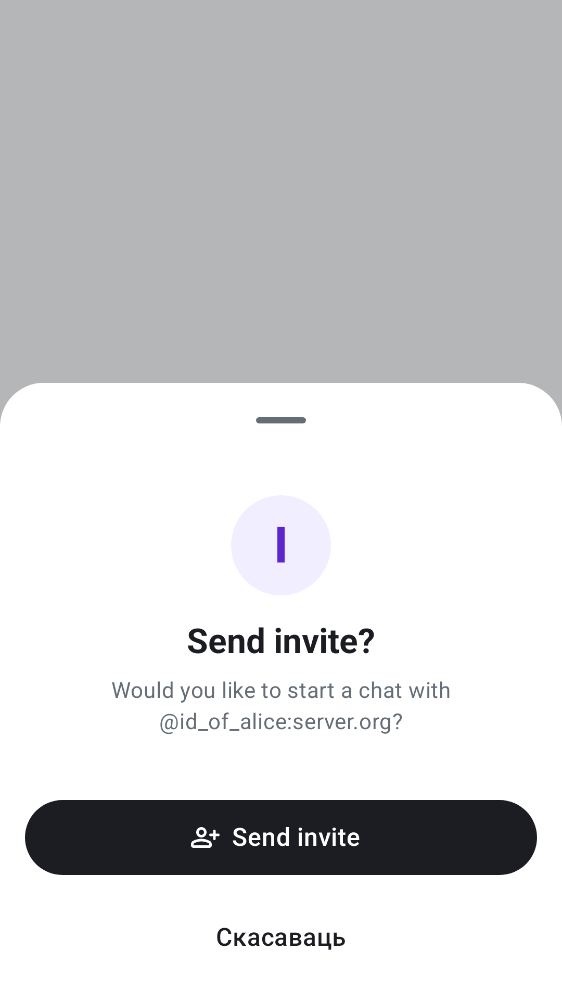 I
Send invite?
Would you like to start a chat with
@id_of_alice:server.org?
Send invite
Скасаваць